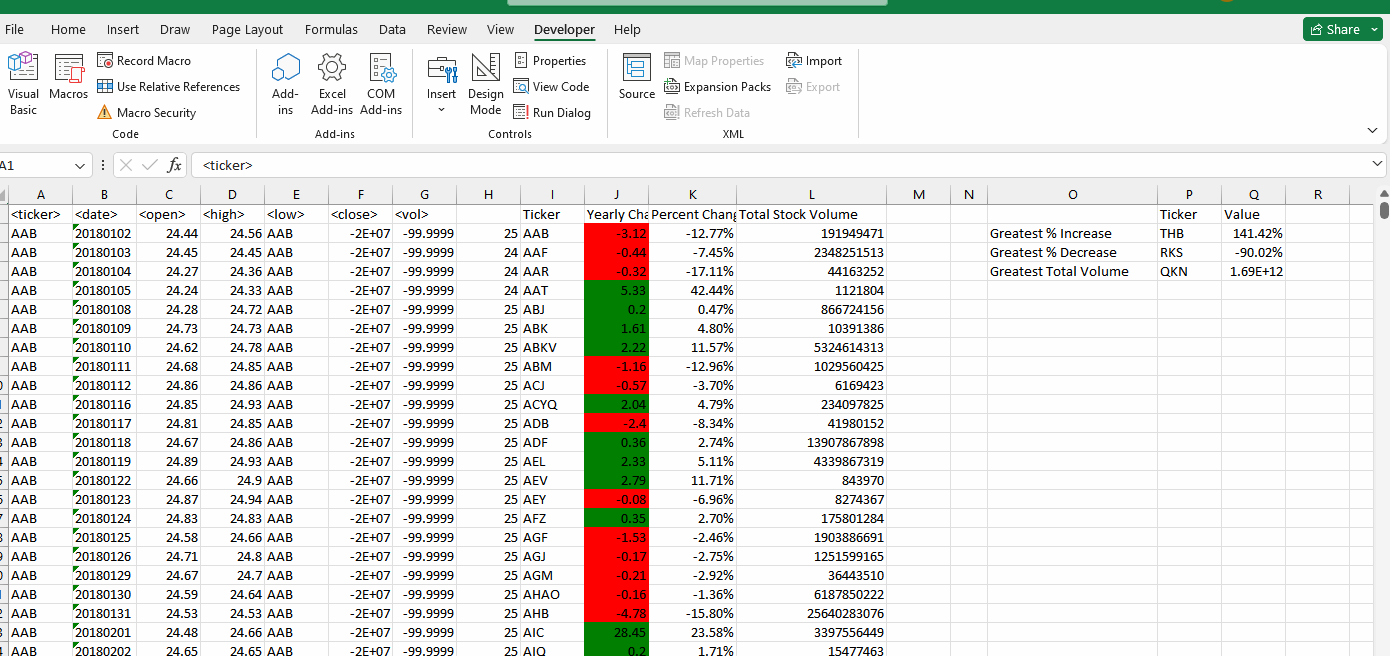 File Home Insert Draw Page Layout Formulas Data Review View Developer Help Share
Visual Basic
Macros
Record Macro
Use Relative References
Macro Security
Code
Add-ins
Excel Add-ins
COM Add-ins
Add-ins
Insert
Design Mode
Properties
View Code
Run Dialog
Controls
Source
Map Properties
Expansion Packs
Refresh Data
Import
Export
XML
A1 fx <ticker>
A B C D E F G H I J K L M N O P Q R
<ticker> <date> <open> <high> <low> <close> <vol> Ticker Yearly Cha Percent Chang Total Stock Volume Ticker Value
AAB 20180102 24.44 24.56 AAB -2E+07 -99.9999 25 AAB -3.12 -12.77% 191949471 Greatest % Increase THB 141.42%
AAB 20180103 24.45 24.45 AAB -2E+07 -99.9999 24 AAF -0.44 -7.45% 2348251513 Greatest % Decrease RKS -90.02%
AAB 20180104 24.27 24.36 AAB -2E+07 -99.9999 24 AAR -0.32 -17.11% 44163252 Greatest Total Volume QKN 1.69E+12
AAB 20180105 24.24 24.33 AAB -2E+07 -99.9999 24 AAT 5.33 42.44% 1121804
AAB 20180108 24.28 24.72 AAB -2E+07 -99.9999 25 ABJ 0.2 0.47% 866724156
AAB 20180109 24.73 24.73 AAB -2E+07 -99.9999 25 ABK 1.61 4.80% 10391386
AAB 20180110 24.62 24.78 AAB -2E+07 -99.9999 25 ABKV 2.22 11.57% 5324614313
AAB 20180111 24.68 24.85 AAB -2E+07 -99.9999 25 ABM -1.16 -12.96% 1029560425
AAB 20180112 24.86 24.86 AAB -2E+07 -99.9999 25 ACJ -0.57 -3.70% 6169423
AAB 20180116 24.85 24.93 AAB -2E+07 -99.9999 25 ACYQ 2.04 4.79% 234097825
AAB 20180117 24.81 24.85 AAB -2E+07 -99.9999 25 ADB -2.4 -8.34% 41980152
AAB 20180118 24.67 24.86 AAB -2E+07 -99.9999 25 ADF 0.36 2.74% 13907867898
AAB 20180119 24.89 24.93 AAB -2E+07 -99.9999 25 AEL 2.33 5.11% 4339867319
AAB 20180122 24.66 24.9 AAB -2E+07 -99.9999 25 AEV 2.79 11.71% 843970
AAB 20180123 24.87 24.94 AAB -2E+07 -99.9999 25 AEY -0.08 -6.96% 8274367
AAB 20180124 24.83 24.83 AAB -2E+07 -99.9999 25 AFZ 0.35 2.70% 175801284
AAB 20180125 24.58 24.66 AAB -2E+07 -99.9999 25 AGF -1.53 -2.46% 1903886691
AAB 20180126 24.71 24.8 AAB -2E+07 -99.9999 25 AGJ -0.17 -2.75% 1251599165
AAB 20180129 24.67 24.7 AAB -2E+07 -99.9999 25 AGM -0.21 -2.92% 36443510
AAB 20180130 24.59 24.64 AAB -2E+07 -99.9999 25 AHAO -0.16 -1.36% 6187850222
AAB 20180131 24.53 24.53 AAB -2E+07 -99.9999 25 AHB -4.78 -15.80% 25640283076
AAB 20180201 24.48 24.66 AAB -2E+07 -99.9999 25 AIC 28.45 23.58% 3397556449
AAB 20180202 24.65 24.65 AAB -2E+07 -99.9999 25 AIQ 0.2 1.71% 15477463